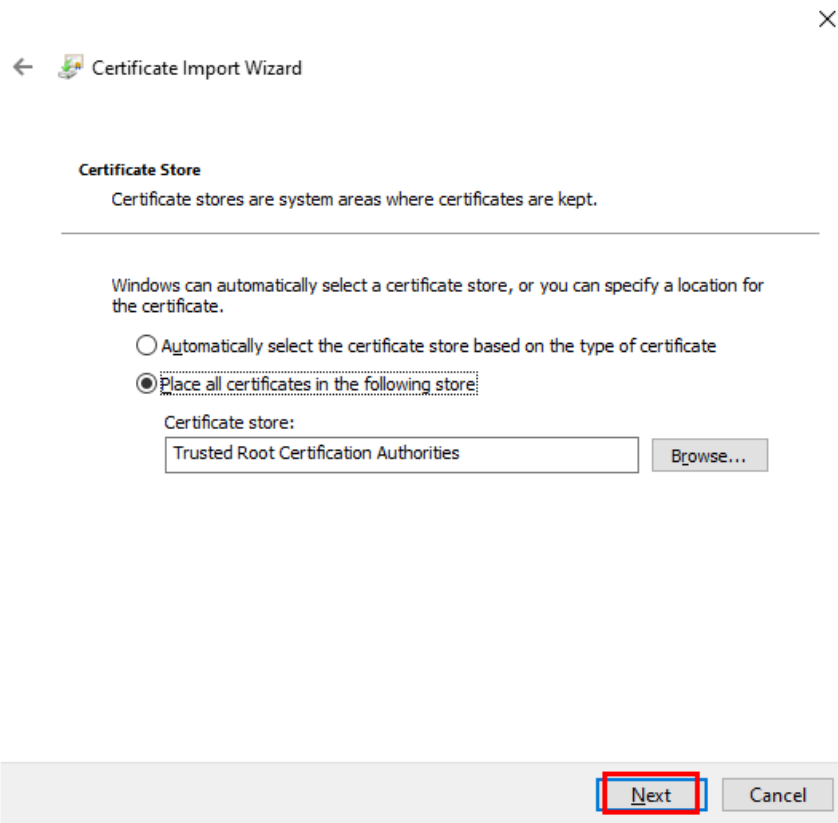 Certificate Import Wizard
Certificate Store
Certificate stores are system areas where certificates are kept.
Windows can automatically select a certificate store, or you can specify a location for
the certificate.
Automatically select the certificate store based on the type of certificate
Place all certificates in the following store
Certificate store:
Trusted Root Certification Authorities
Browse...
Next
Cancel